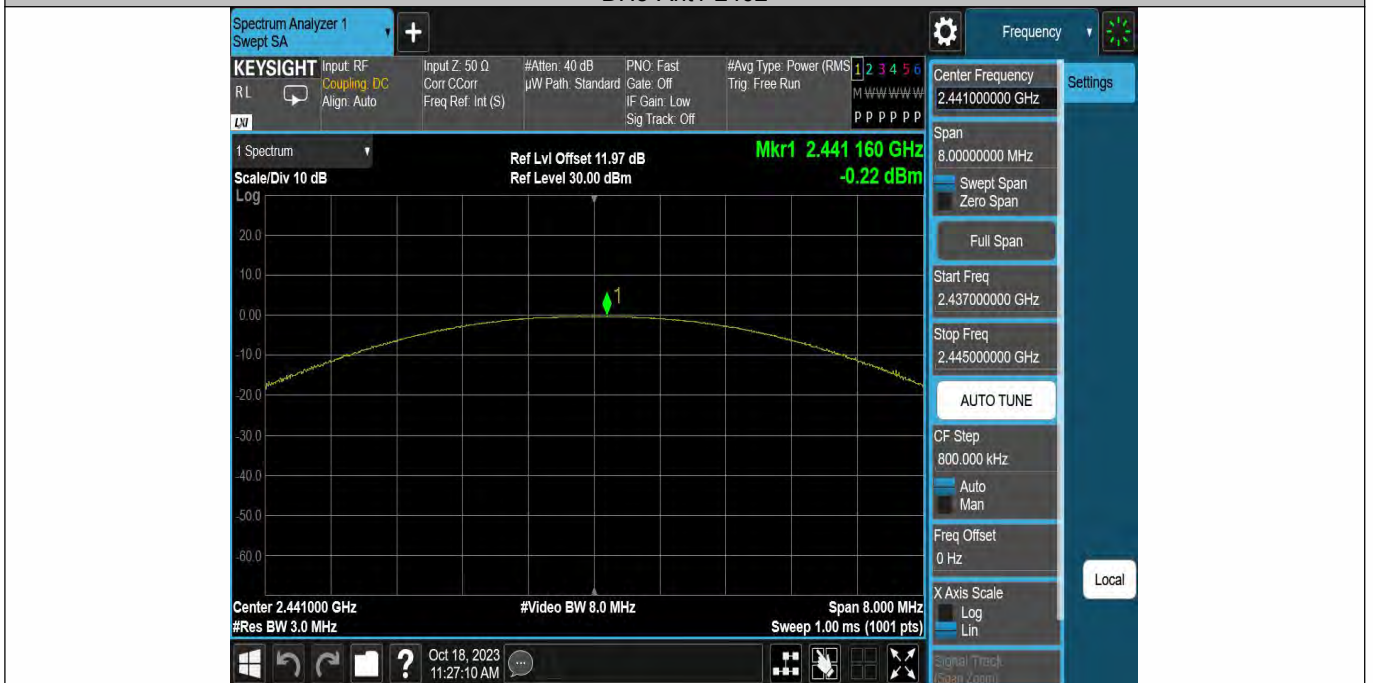 Spectrum Analyzer 1
Swept SA
+
Frequency
KEYSIGHT
RL
LXI
Input: RF
Coupling: DC
Align: Auto
Input Z: 50 Ω
Corr CCorr
Freq Ref: Int (S)
#Atten: 40 dB
µW Path: Standard
PNO: Fast
Gate: Off
IF Gain: Low
Sig Track: Off
#Avg Type: Power (RMS
Trig: Free Run
1 2 3 4 5 6
M W W W W W
P P P P P P
1 Spectrum
Scale/Div 10 dB
Log
Ref Lvl Offset 11.97 dB
Ref Level 30.00 dBm
Mkr1 2.441 160 GHz
-0.22 dBm
20.0
10.0
1
0.00
-10.0
-20.0
-30.0
-40.0
-50.0
-60.0
Center 2.441000 GHz
#Res BW 3.0 MHz
#Video BW 8.0 MHz
Span 8.000 MHz
Sweep 1.00 ms (1001 pts)
?
Oct 18, 2023
11:27:10 AM
Center Frequency
2.441000000 GHz
Settings
Span
8.00000000 MHz
Swept Span
Zero Span
Full Span
Start Freq
2.437000000 GHz
Stop Freq
2.445000000 GHz
AUTO TUNE
CF Step
800.000 kHz
Auto
Man
Freq Offset
0 Hz
X Axis Scale
Log
Lin
Local
Signal Track
(Span Zoom)